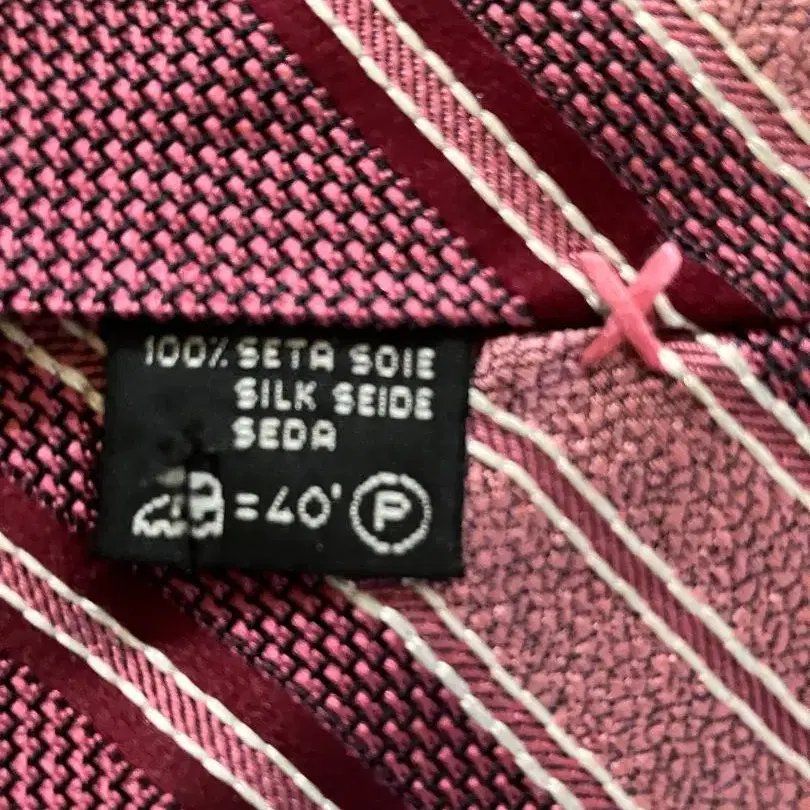 100% SETA SOIE
SILK SEIDE
SEDA
=40' P